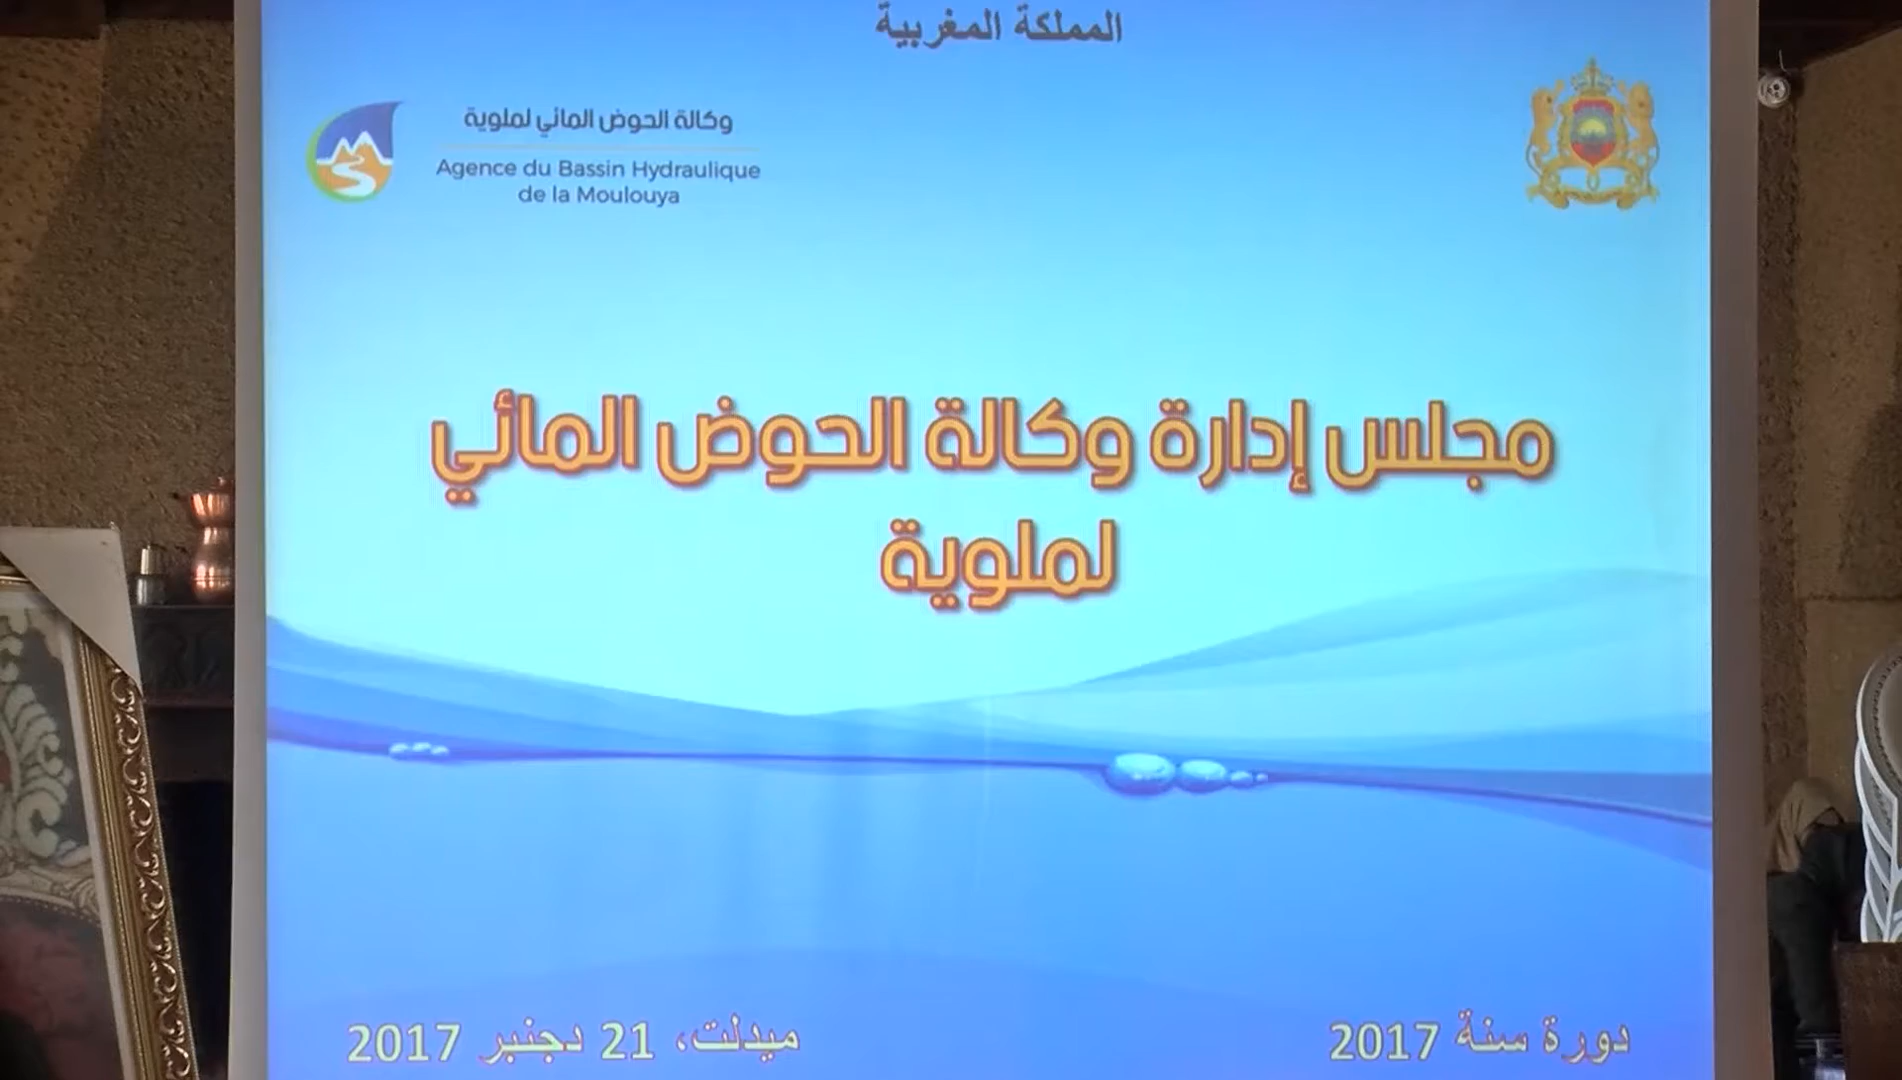 المملكة المغربية
وكالة الحوض المائي لملوية
Agence du Bassin Hydraulique
de la Moulouya
مجلس إدارة وكالة الحوض المائي
لملوية
دورة سنة 2017
ميدلت، 21 دجنبر 2017